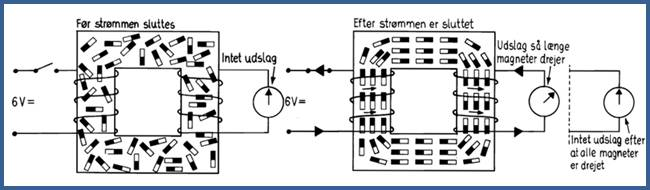 Før strømmen sluttes
Intet udslag
6V=
Efter strømmen er sluttet
Udslag så længe
magneter drejer
6V=
Intet udslag efter
at alle magneter
er drejet